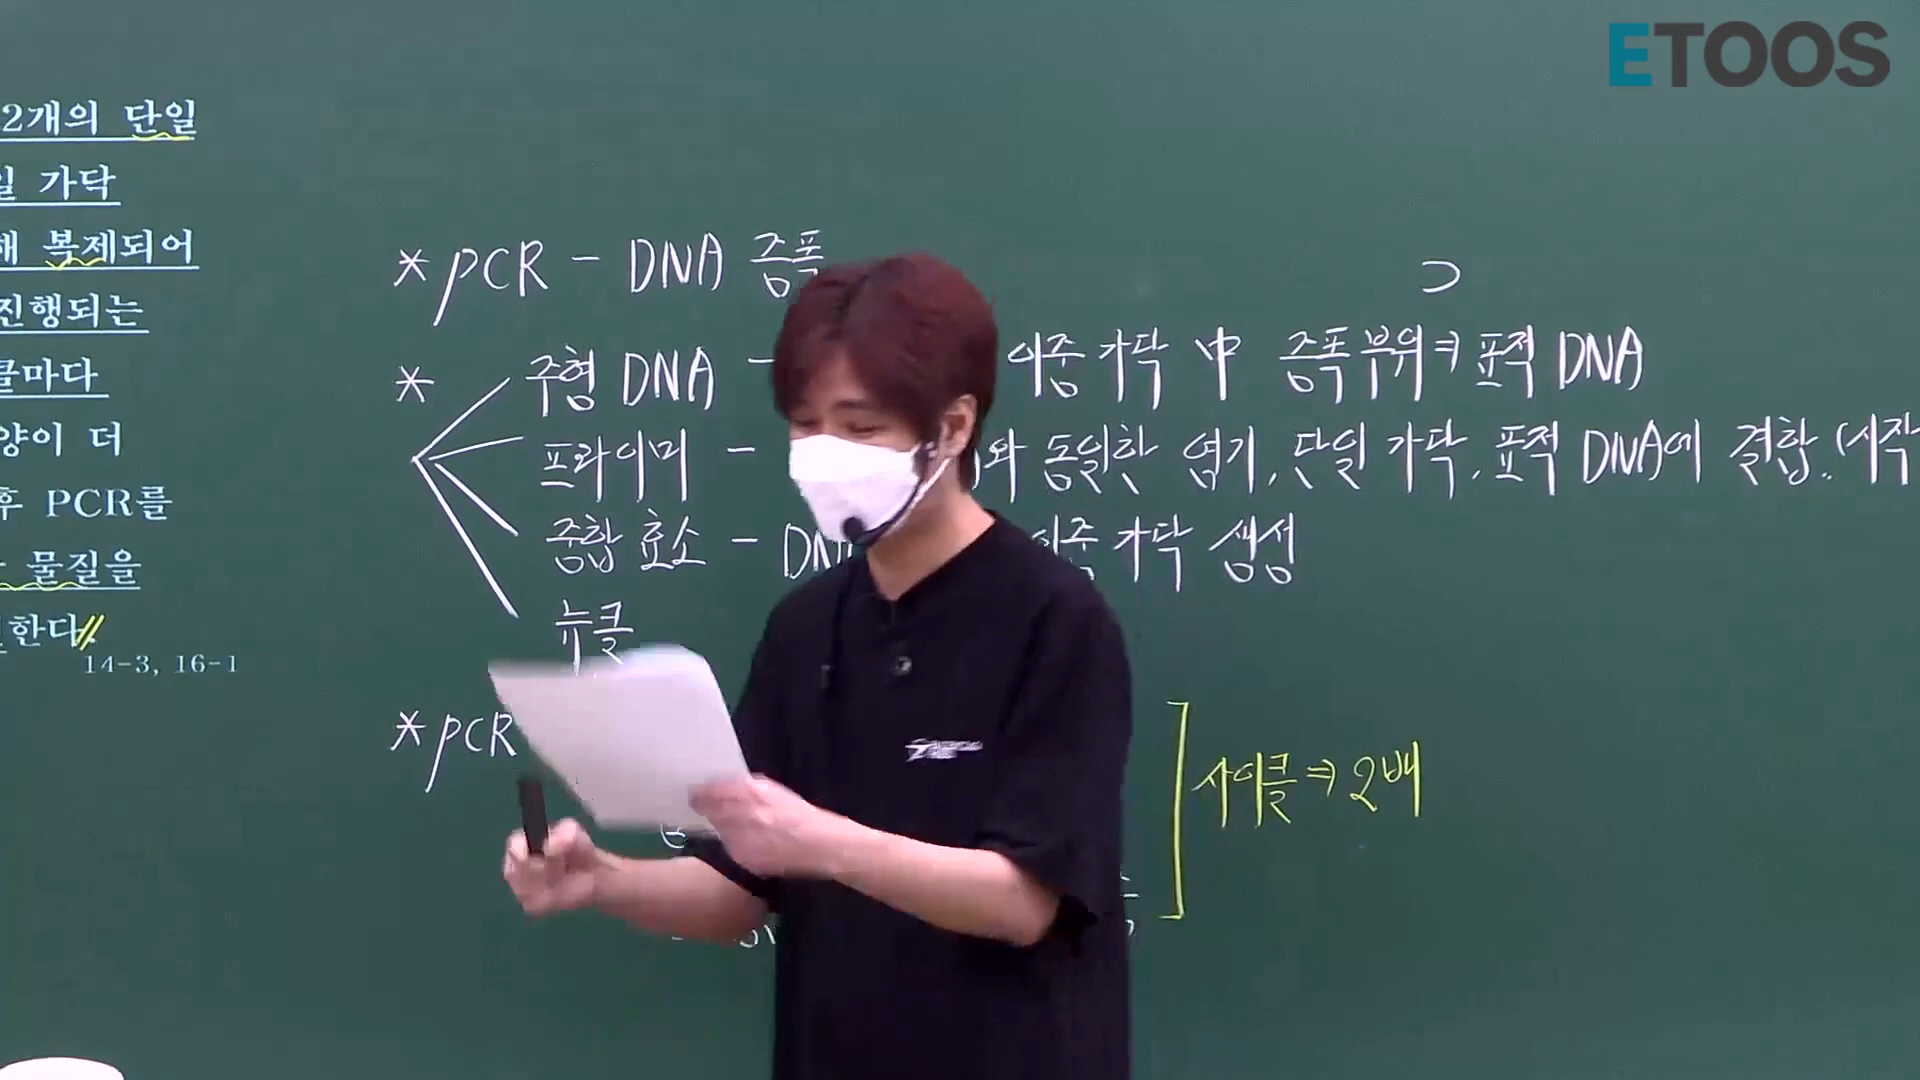 ETOOS
2개의 단일
일 가닥
해 복제되어
진행되는
클마다
양이 더
후 PCR를
물질을
한다.
14-3, 16-1
* PCR - DNA 증폭
* 주형 DNA - 이중 가닥 中 증폭 부위 ⇒ 표적 DNA
프라이머 - 와 동일한 염기, 단일 가닥, 표적 DNA에 결합. (시작
중합 효소 - DNA 이중 가닥 생성
뉴클
* PCR
사이클 ⇒ 2배